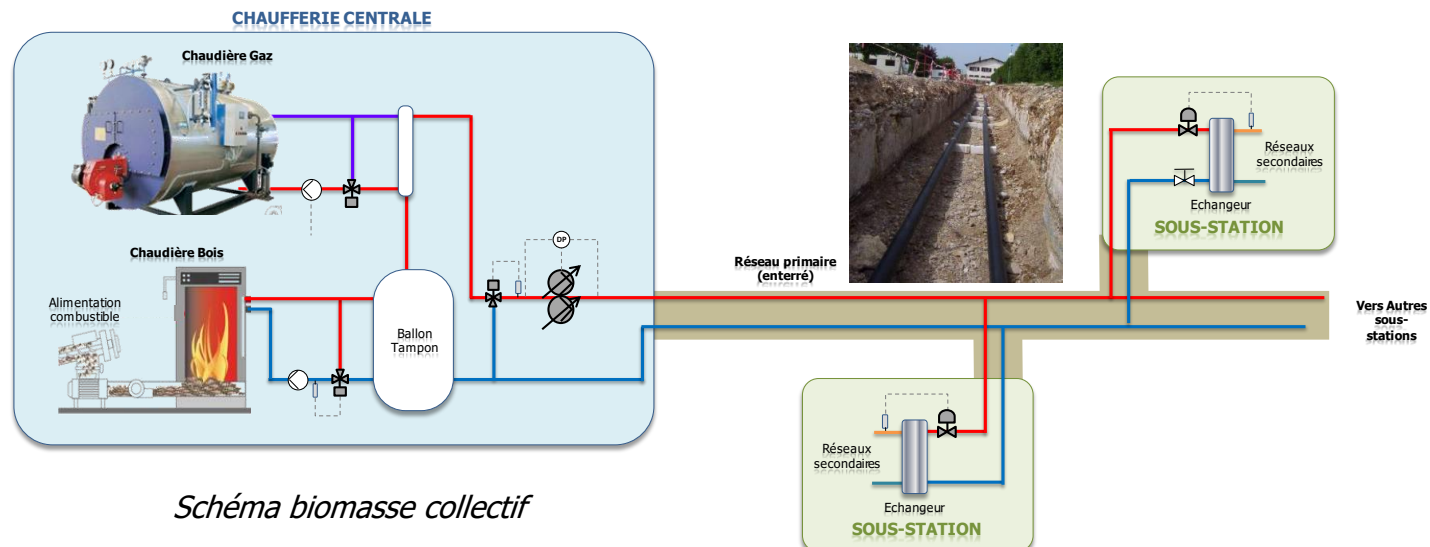 CHAUFFERIE CENTRALE
Chaudière Gaz
Chaudière Bois
Alimentation
combustible
Ballon
Tampon
DP
Réseau primaire
(enterré)
Réseaux
secondaires
Echangeur
SOUS-STATION
Vers Autres
sous-
stations
Réseaux
secondaires
Echangeur
SOUS-STATION
Schéma biomasse collectif